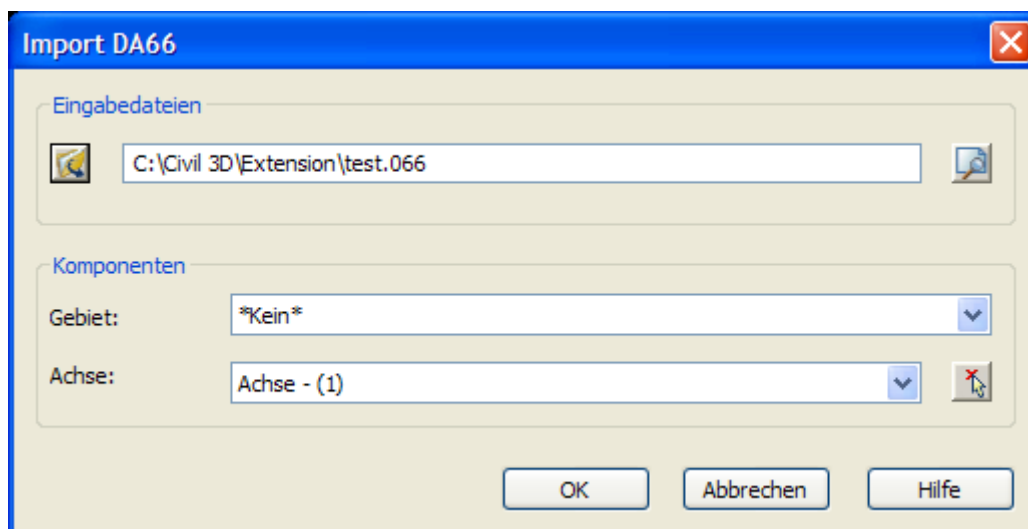 Import DA66
Eingabedateien
C:\Civil 3D\Extension\test.066
Komponenten
Gebiet: *Kein*
Achse: Achse - (1)
OK Abbrechen Hilfe